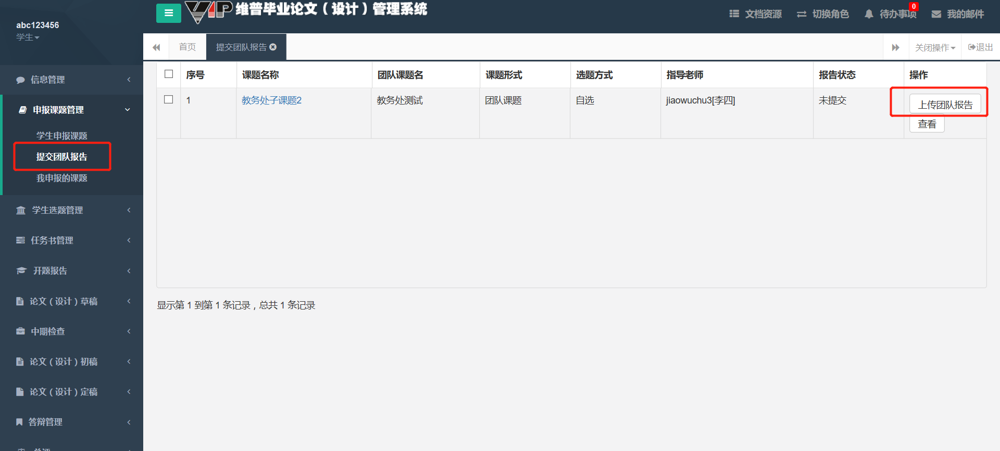 abc123456
学生
VIP 维普毕业论文（设计）管理系统
文档资源
切换角色
待办事项
0
我的邮件
首页
提交团队报告
关闭操作
退出
信息管理
申报课题管理
学生申报课题
提交团队报告
我申报的课题
学生选题管理
任务书管理
开题报告
论文（设计）草稿
中期检查
论文（设计）初稿
论文（设计）定稿
答辩管理
序号 课题名称 团队课题名 课题形式 选题方式 指导老师 报告状态 操作
1 教务处子课题2 教务处测试 团队课题 自选 jiaowuchu3[李四] 未提交 上传团队报告
查看
显示第 1 到第 1 条记录，总共 1 条记录